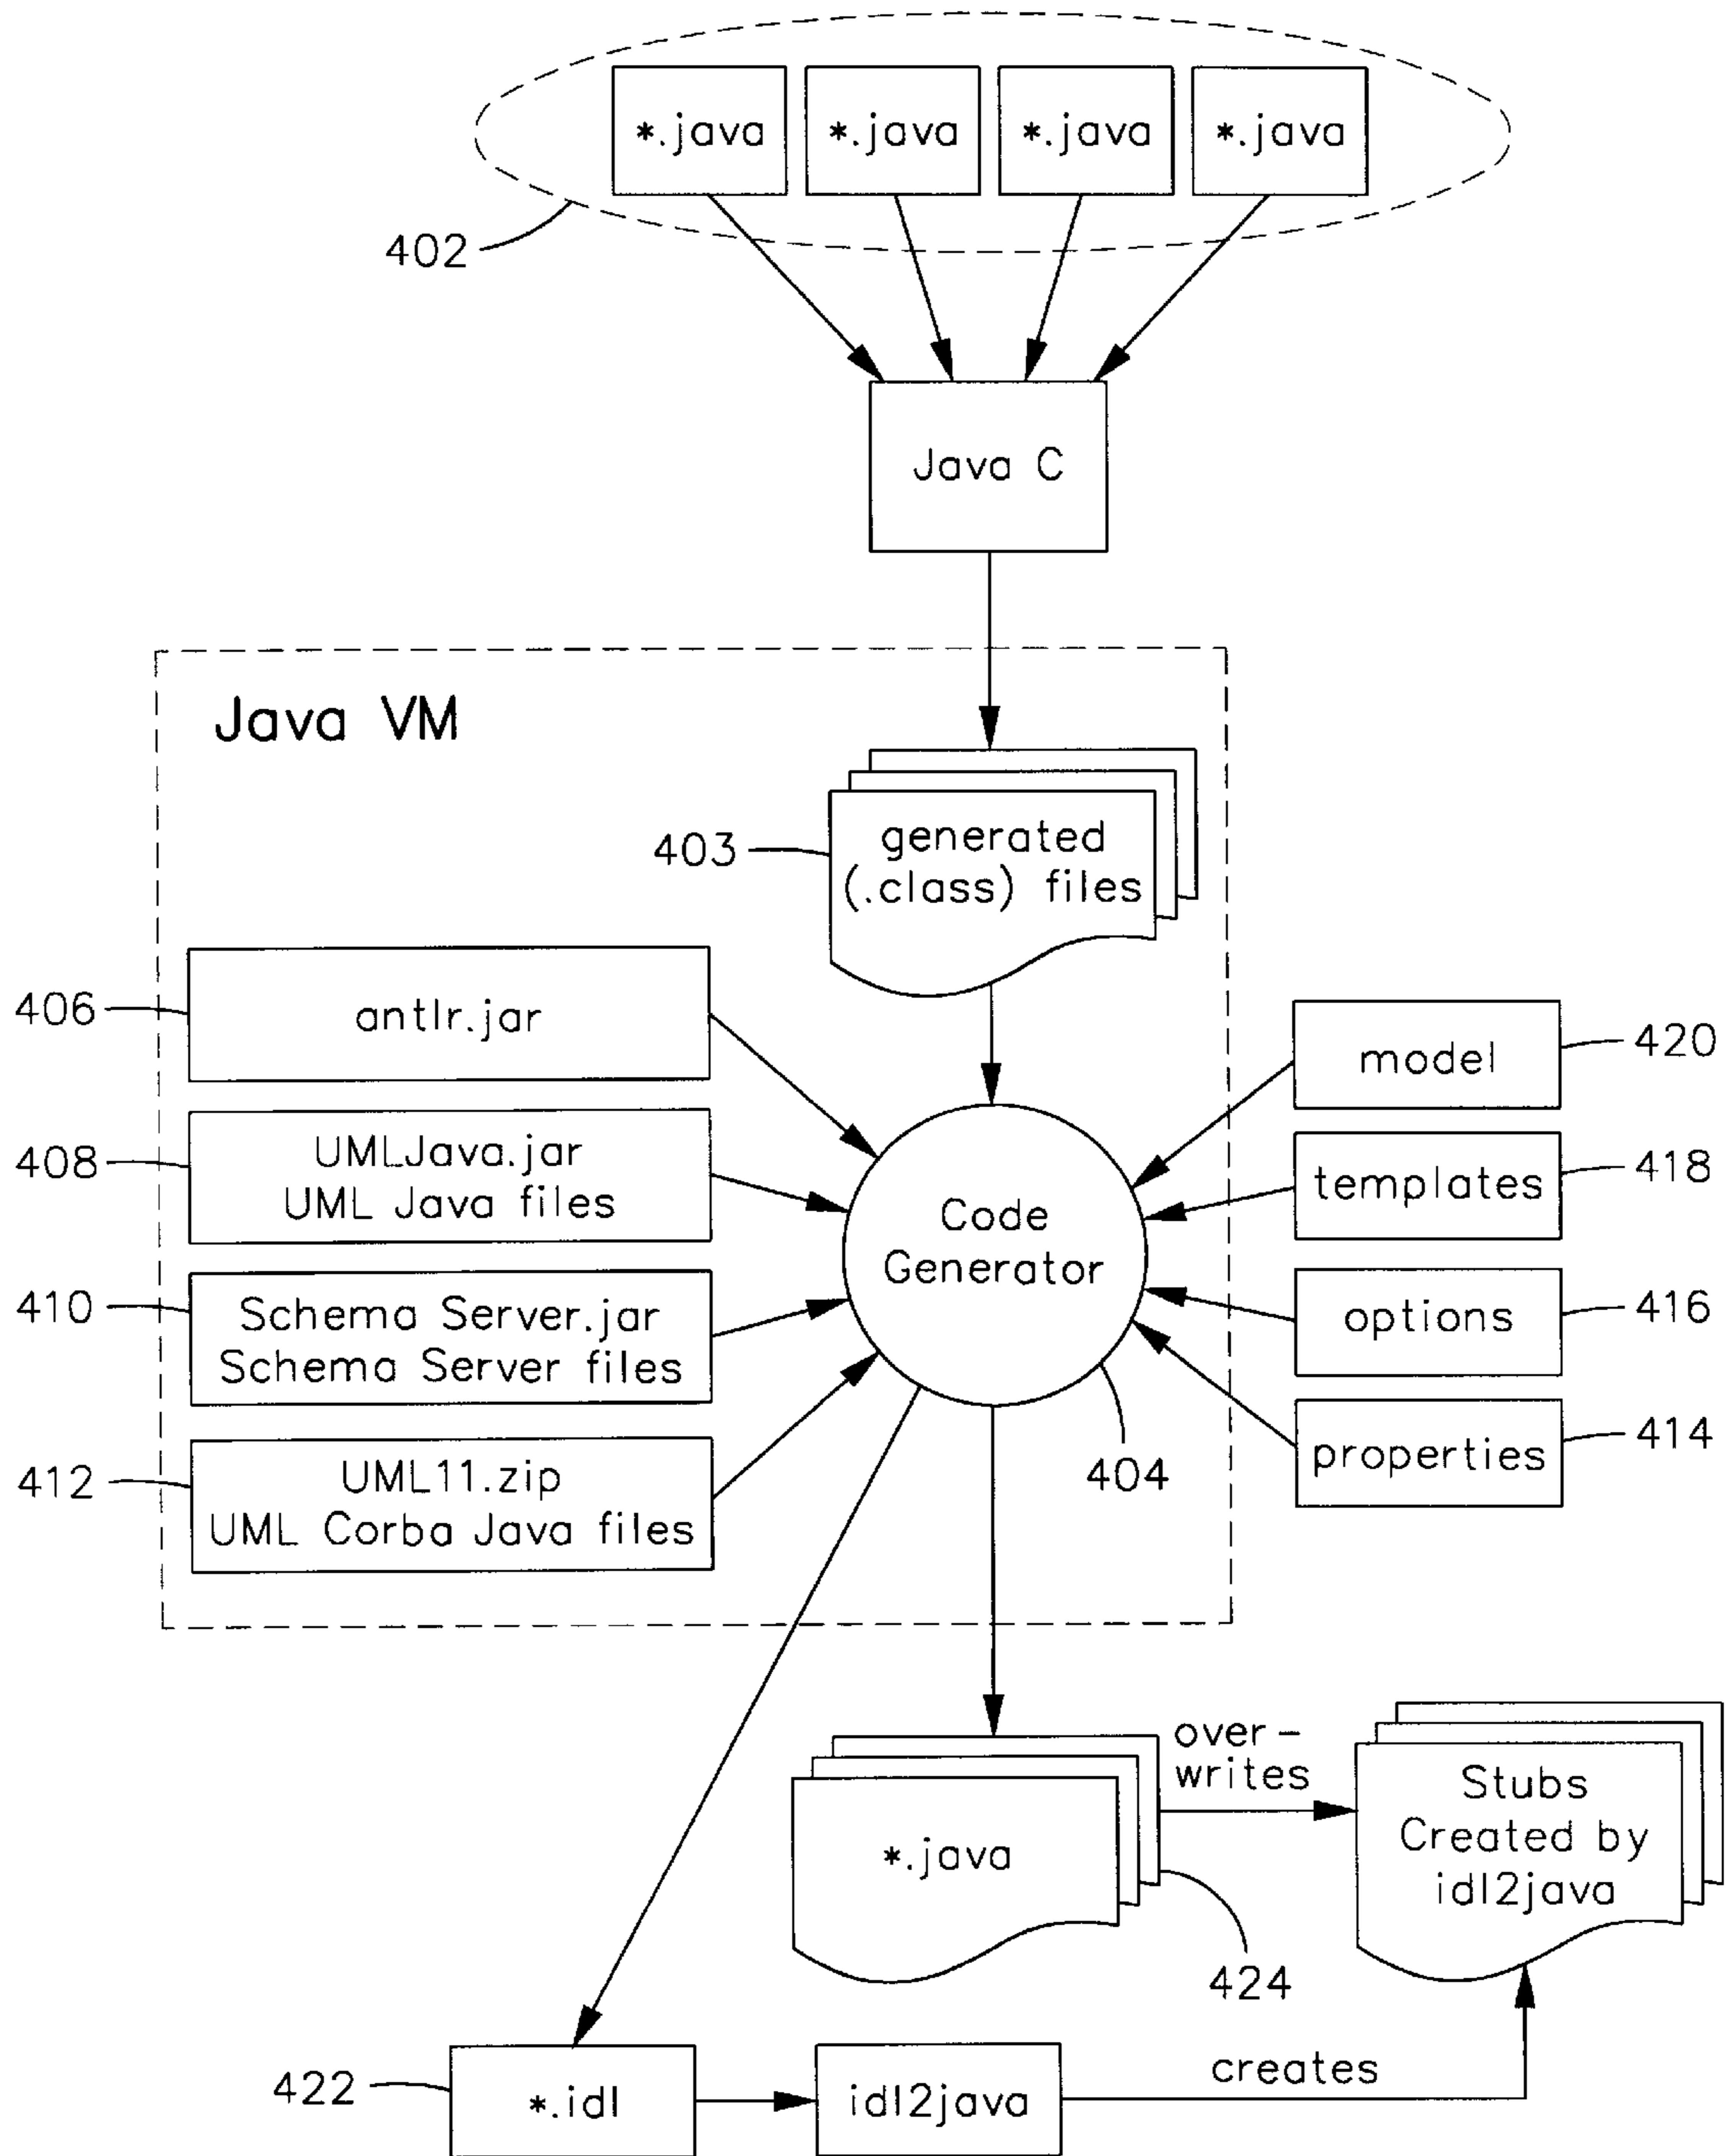 *.java
*.java
*.java
*.java
402
Java C
Java VM
403
generated
(.class) files
406
antlr.jar
420
model
408
UMLJava.jar
UML Java files
418
templates
Code
Generator
410
Schema Server.jar
Schema Server files
416
options
412
UML11.zip
UML Corba Java files
404
414
properties
over-
writes
*.java
424
Stubs
Created by
idl2java
422
*.idl
idl2java
creates